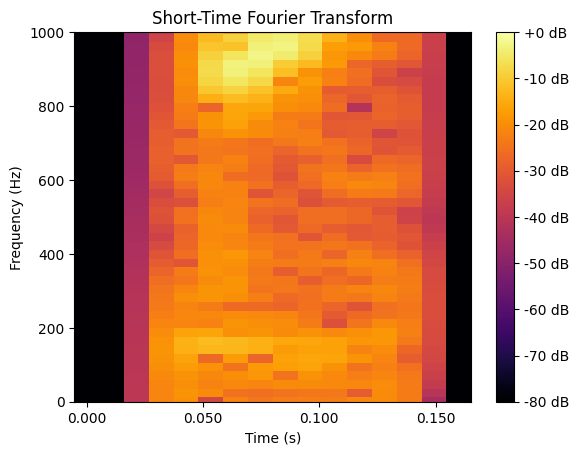 Short-Time Fourier Transform
1000
800
600
400
200
0
Frequency (Hz)
0.000
0.050
0.100
0.150
Time (s)
+0 dB
-10 dB
-20 dB
-30 dB
-40 dB
-50 dB
-60 dB
-70 dB
-80 dB